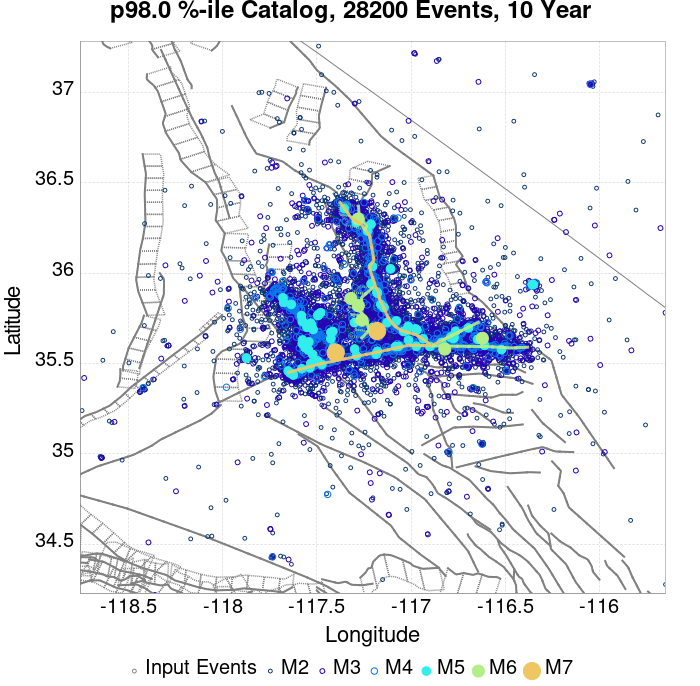 p98.0 %-ile Catalog, 28200 Events, 10 Year
37
36.5
36
35.5
35
34.5
Latitude
-118.5 -118 -117.5 -117 -116.5 -116
Longitude
Input Events M2 M3 M4 M5 M6 M7